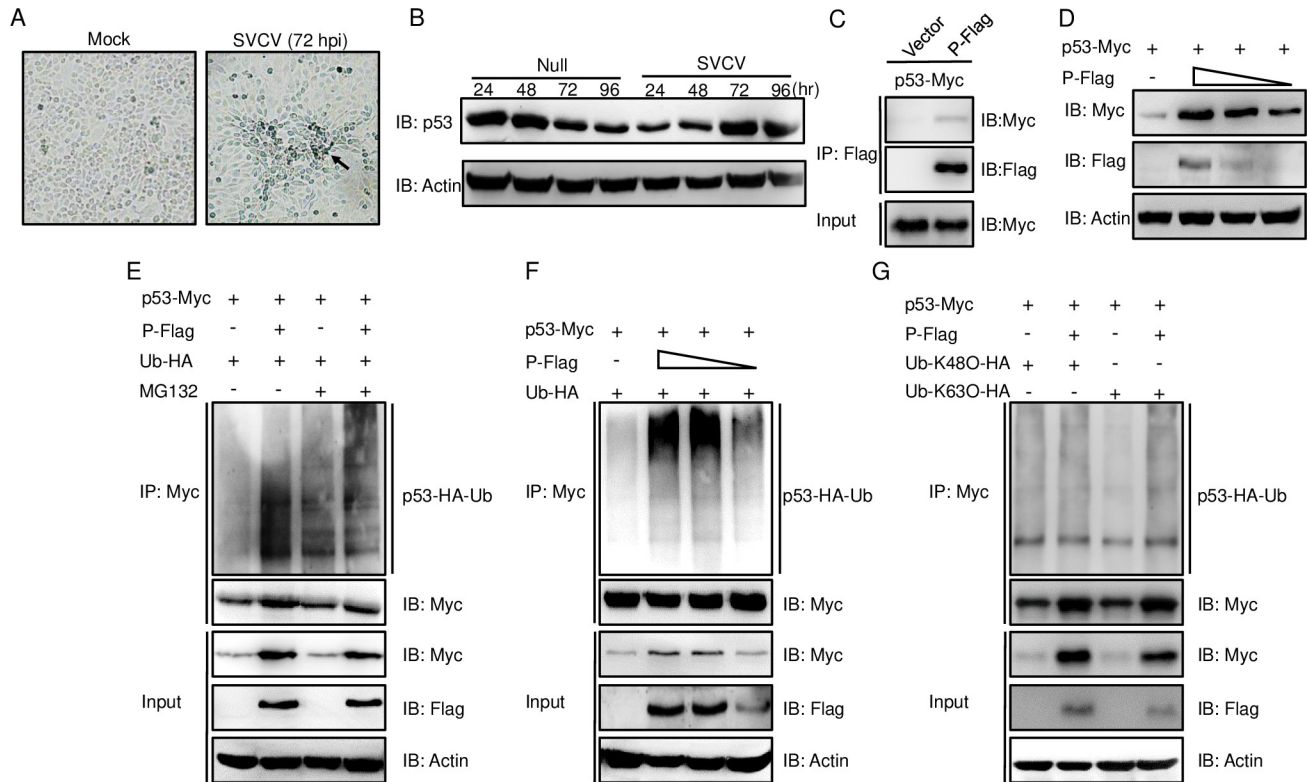 A
Mock
SVCV (72 hpi)
B
Null
SVCV
24 48 72 96 24 48 72 96 (hr)
IB: p53
IB: Actin
C
Vector
P-Flag
p53-Myc
IP: Flag
IB:Myc
IB:Flag
Input
IB:Myc
D
p53-Myc + + + +
P-Flag -
IB: Myc
IB: Flag
IB: Actin
E
p53-Myc + + + +
P-Flag - + - +
Ub-HA + + + +
MG132 - - + +
IP: Myc
p53-HA-Ub
IB: Myc
Input
IB: Myc
IB: Flag
IB: Actin
F
p53-Myc + + + +
P-Flag -
Ub-HA + + + +
IP: Myc
p53-HA-Ub
IB: Myc
Input
IB: Myc
IB: Flag
IB: Actin
G
p53-Myc + + + +
P-Flag - + - +
Ub-K48O-HA + + - -
Ub-K63O-HA - - + +
IP: Myc
p53-HA-Ub
IB: Myc
Input
IB: Myc
IB: Flag
IB: Actin